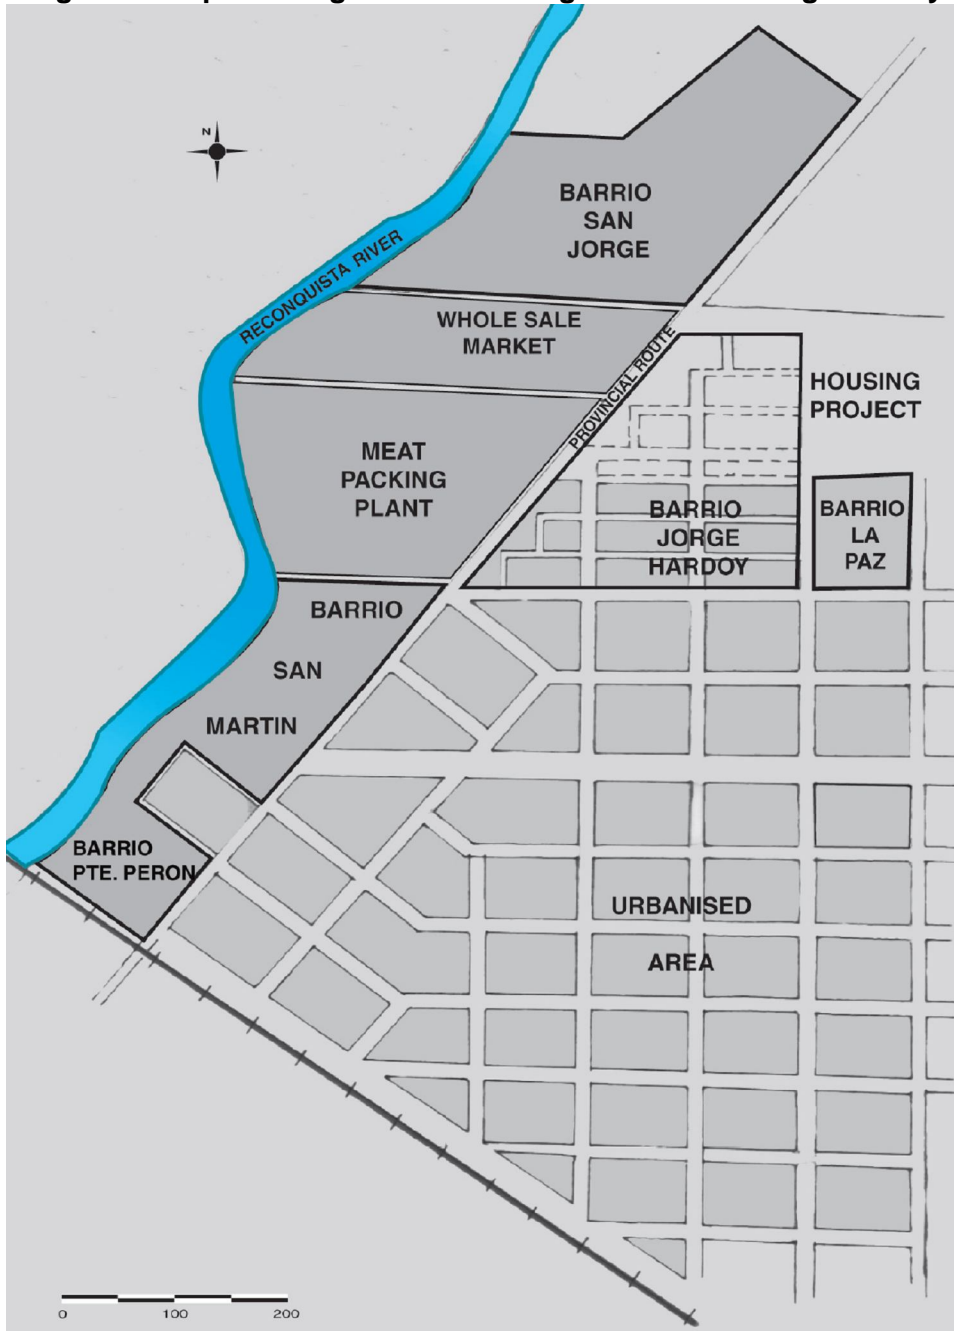 N
BARRIO
SAN
JORGE
RECONQUISTA RIVER
WHOLE SALE
MARKET
PROVINCIAL ROUTE
HOUSING
PROJECT
MEAT
PACKING
PLANT
BARRIO
JORGE
HARDOY
BARRIO
LA
PAZ
BARRIO
SAN
MARTIN
BARRIO
PTE. PERON
URBANISED
AREA
0 100 200